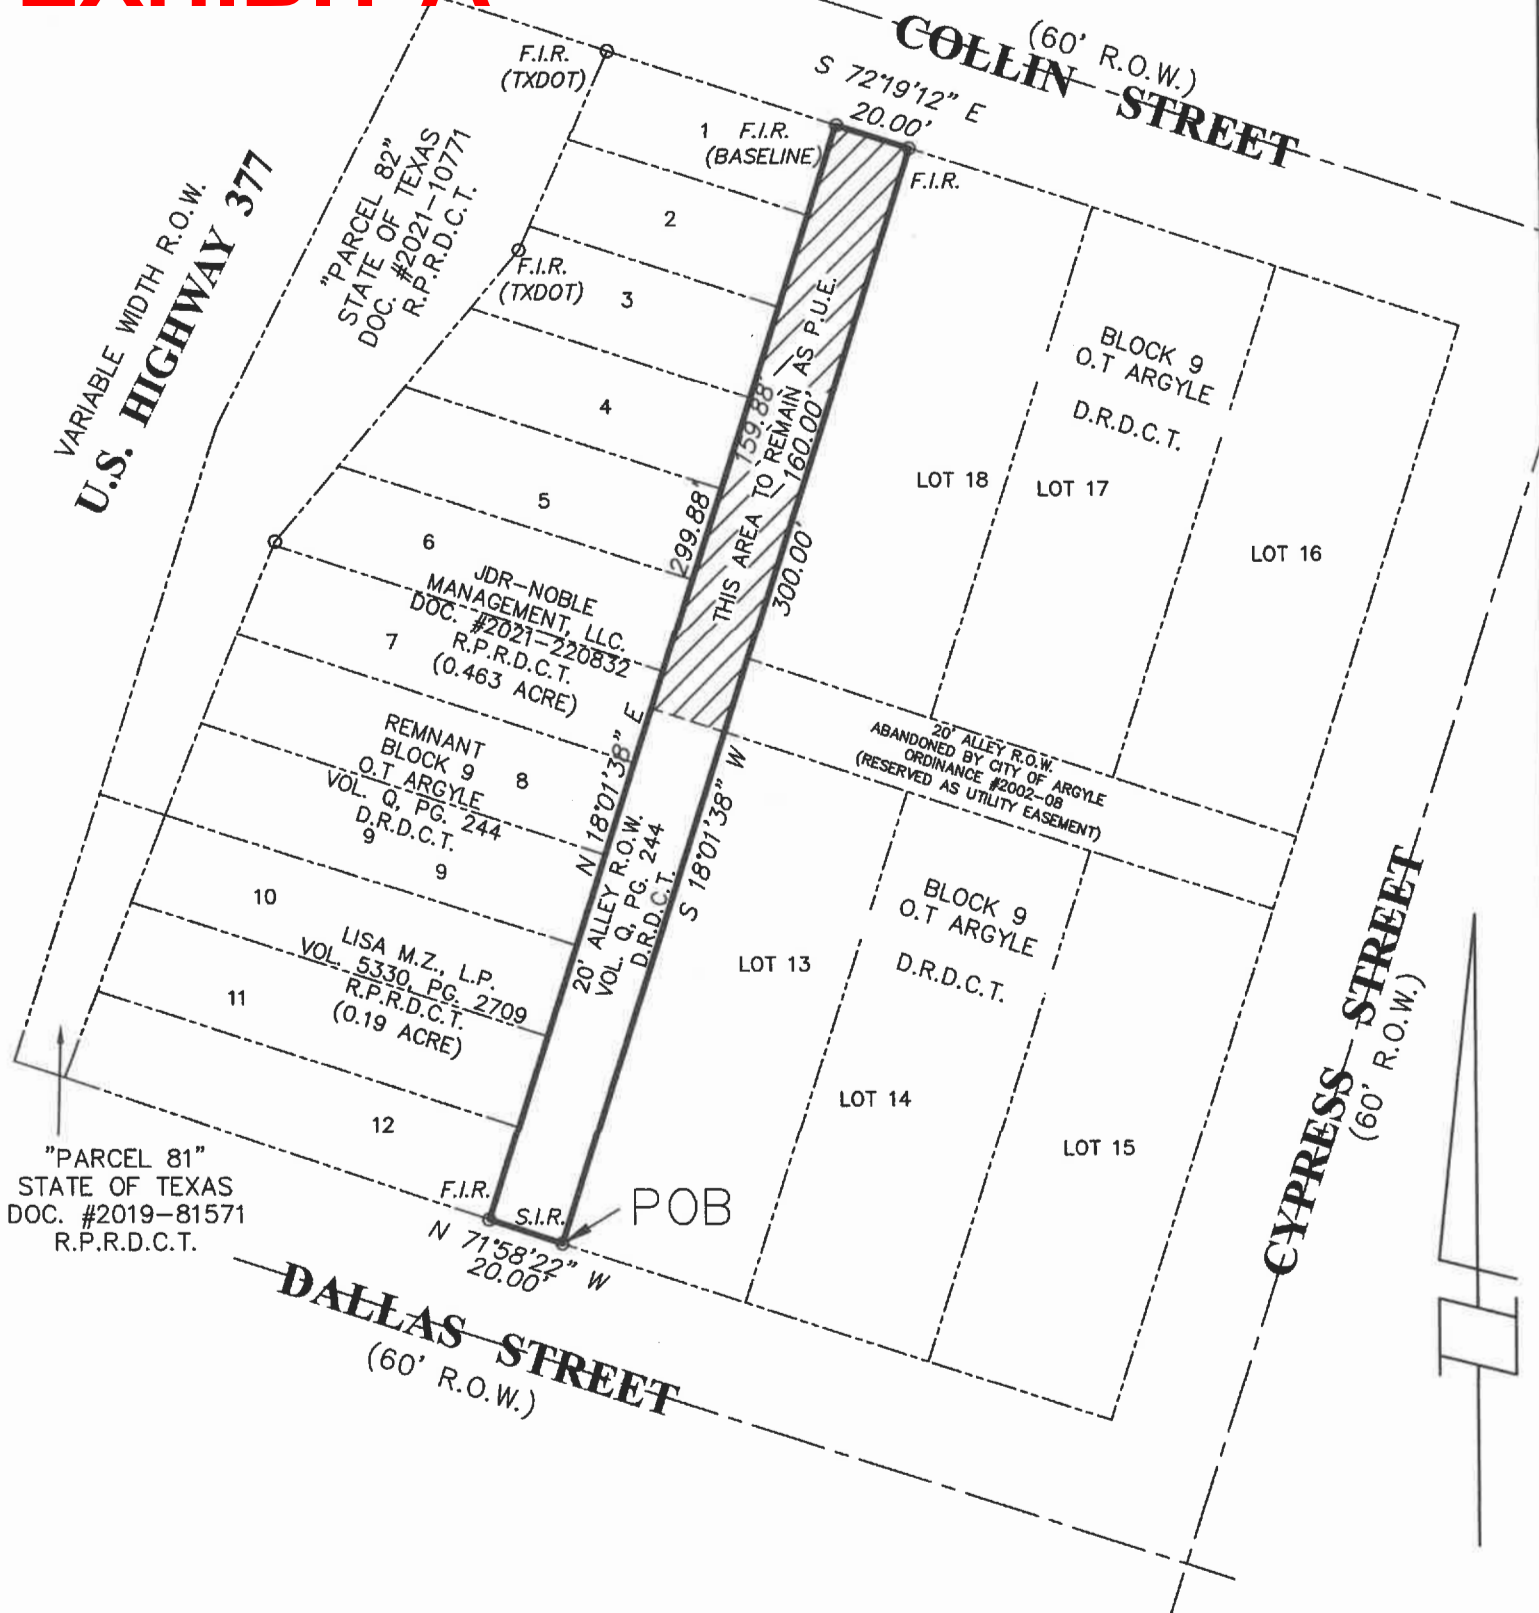 EXHIBIT A
COLLIN STREET
(60' R.O.W.)
S 72°19'12" E
20.00'
F.I.R.
(TXDOT)
1
F.I.R.
(BASELINE)
F.I.R.
"PARCEL 82"
STATE OF TEXAS
DOC. #2021-10771
R.P.R.D.C.T.
VARIABLE WIDTH R.O.W.
U.S. HIGHWAY 377
2
F.I.R.
(TXDOT)
3
4
5
6
THIS AREA TO REMAIN AS P.U.E.
159.88'
160.00'
299.88'
300.00'
BLOCK 9
O.T ARGYLE
D.R.D.C.T.
LOT 18
LOT 17
LOT 16
JDR-NOBLE
MANAGEMENT, LLC.
DOC. #2021-220832
R.P.R.D.C.T.
(0.463 ACRE)
7
REMNANT
BLOCK 9
O.T ARGYLE
VOL. Q, PG. 244
D.R.D.C.T.
9
8
9
N 18°01'38" E
S 18°01'38" W
20' ALLEY R.O.W.
VOL. Q, PG. 244
D.R.D.C.T.
20' ALLEY R.O.W.
ABANDONED BY CITY OF ARGYLE
ORDINANCE #2002-08
(RESERVED AS UTILITY EASEMENT)
10
LISA M.Z., L.P.
VOL. 5330, PG. 2709
R.P.R.D.C.T.
(0.19 ACRE)
11
12
BLOCK 9
O.T ARGYLE
D.R.D.C.T.
LOT 13
LOT 14
LOT 15
CYPRESS STREET
(60' R.O.W.)
"PARCEL 81"
STATE OF TEXAS
DOC. #2019-81571
R.P.R.D.C.T.
F.I.R.
S.I.R.
POB
N 71°58'22" W
20.00'
DALLAS STREET
(60' R.O.W.)